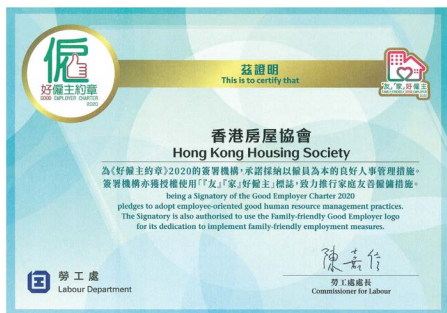 僱
好僱主約章
GOOD EMPLOYER CHARTER
2020
茲證明
This is to certify that
「友」「家」好僱主
香港房屋協會
Hong Kong Housing Society
為《好僱主約章》2020的簽署機構，承諾採納以僱員為本的良好人事管理措施。
簽署機構亦獲授權使用「『友』『家』好僱主」標誌，致力推行家庭友善僱傭措施。
being a Signatory of the Good Employer Charter 2020
pledges to adopt employee-oriented good human resource management practices.
The Signatory is also authorised to use the Family-friendly Good Employer logo
for its dedication to implement family-friendly employment measures.
陳嘉信
勞工處
Labour Department
勞工處處長
Commissioner for Labour